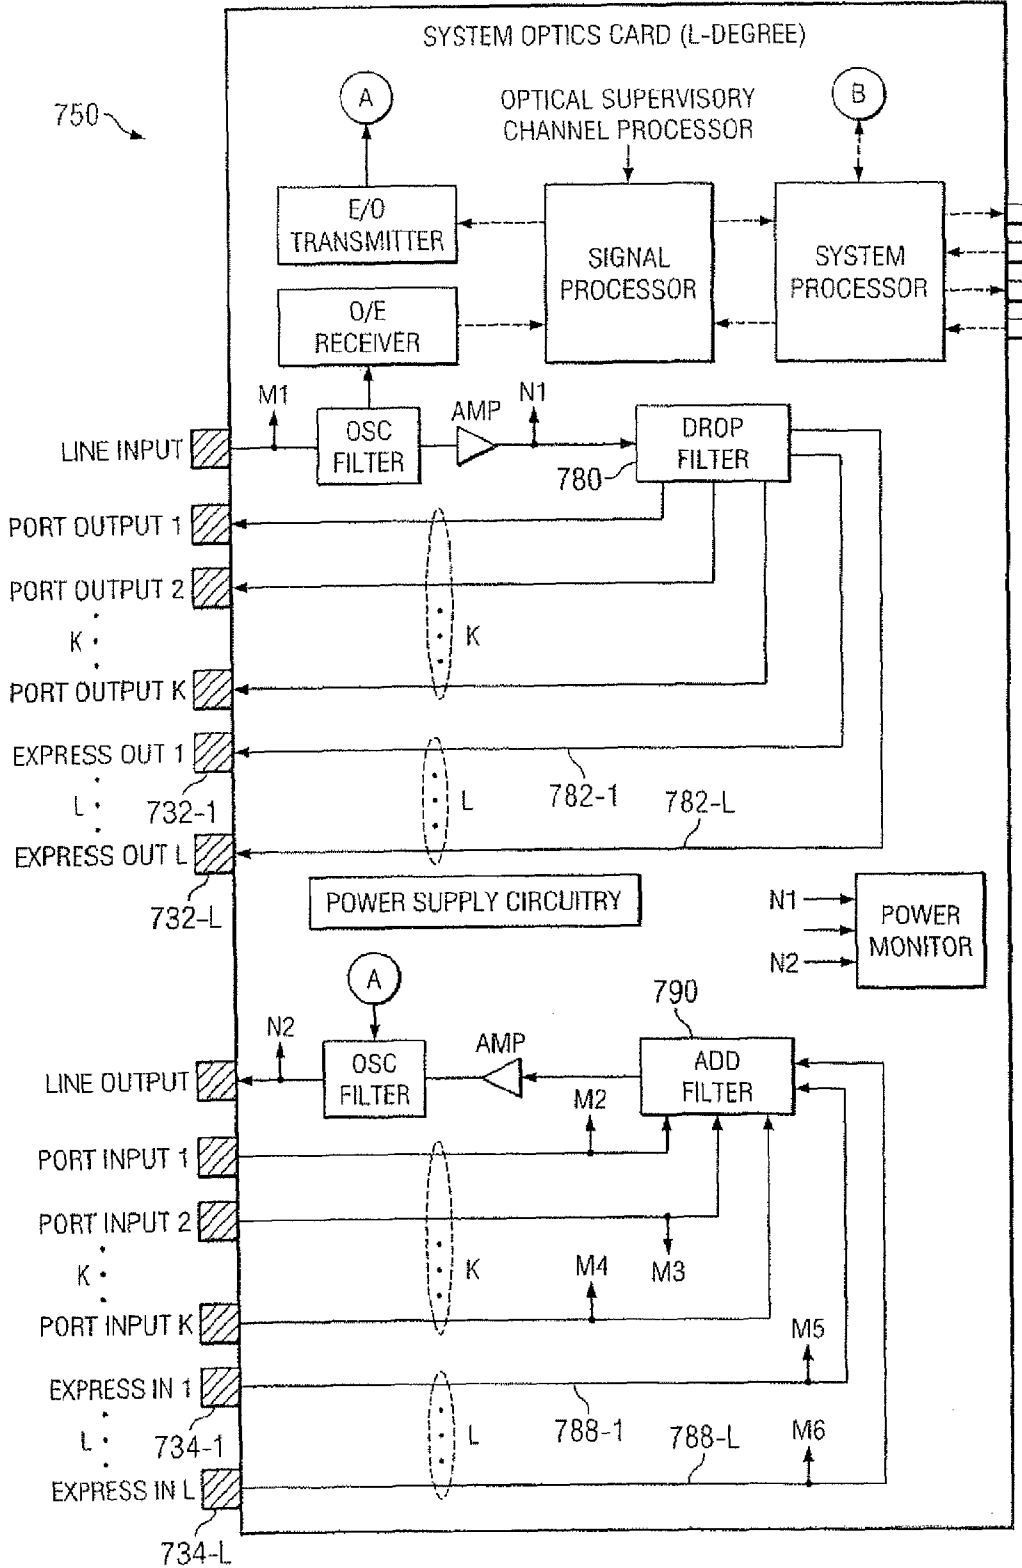 SYSTEM OPTICS CARD (L-DEGREE)
750
A
OPTICAL SUPERVISORY
CHANNEL PROCESSOR
B
E/O
TRANSMITTER
SIGNAL
PROCESSOR
SYSTEM
PROCESSOR
O/E
RECEIVER
M1
AMP
N1
LINE INPUT
OSC
FILTER
DROP
FILTER
780
PORT OUTPUT 1
PORT OUTPUT 2
K
K
PORT OUTPUT K
EXPRESS OUT 1
732-1
782-1
L
L
782-L
EXPRESS OUT L
732-L
POWER SUPPLY CIRCUITRY
N1
N2
POWER
MONITOR
A
790
N2
AMP
LINE OUTPUT
OSC
FILTER
ADD
FILTER
M2
PORT INPUT 1
PORT INPUT 2
M3
K
K
M4
PORT INPUT K
M5
EXPRESS IN 1
734-1
788-1
L
L
788-L
M6
EXPRESS IN L
734-L